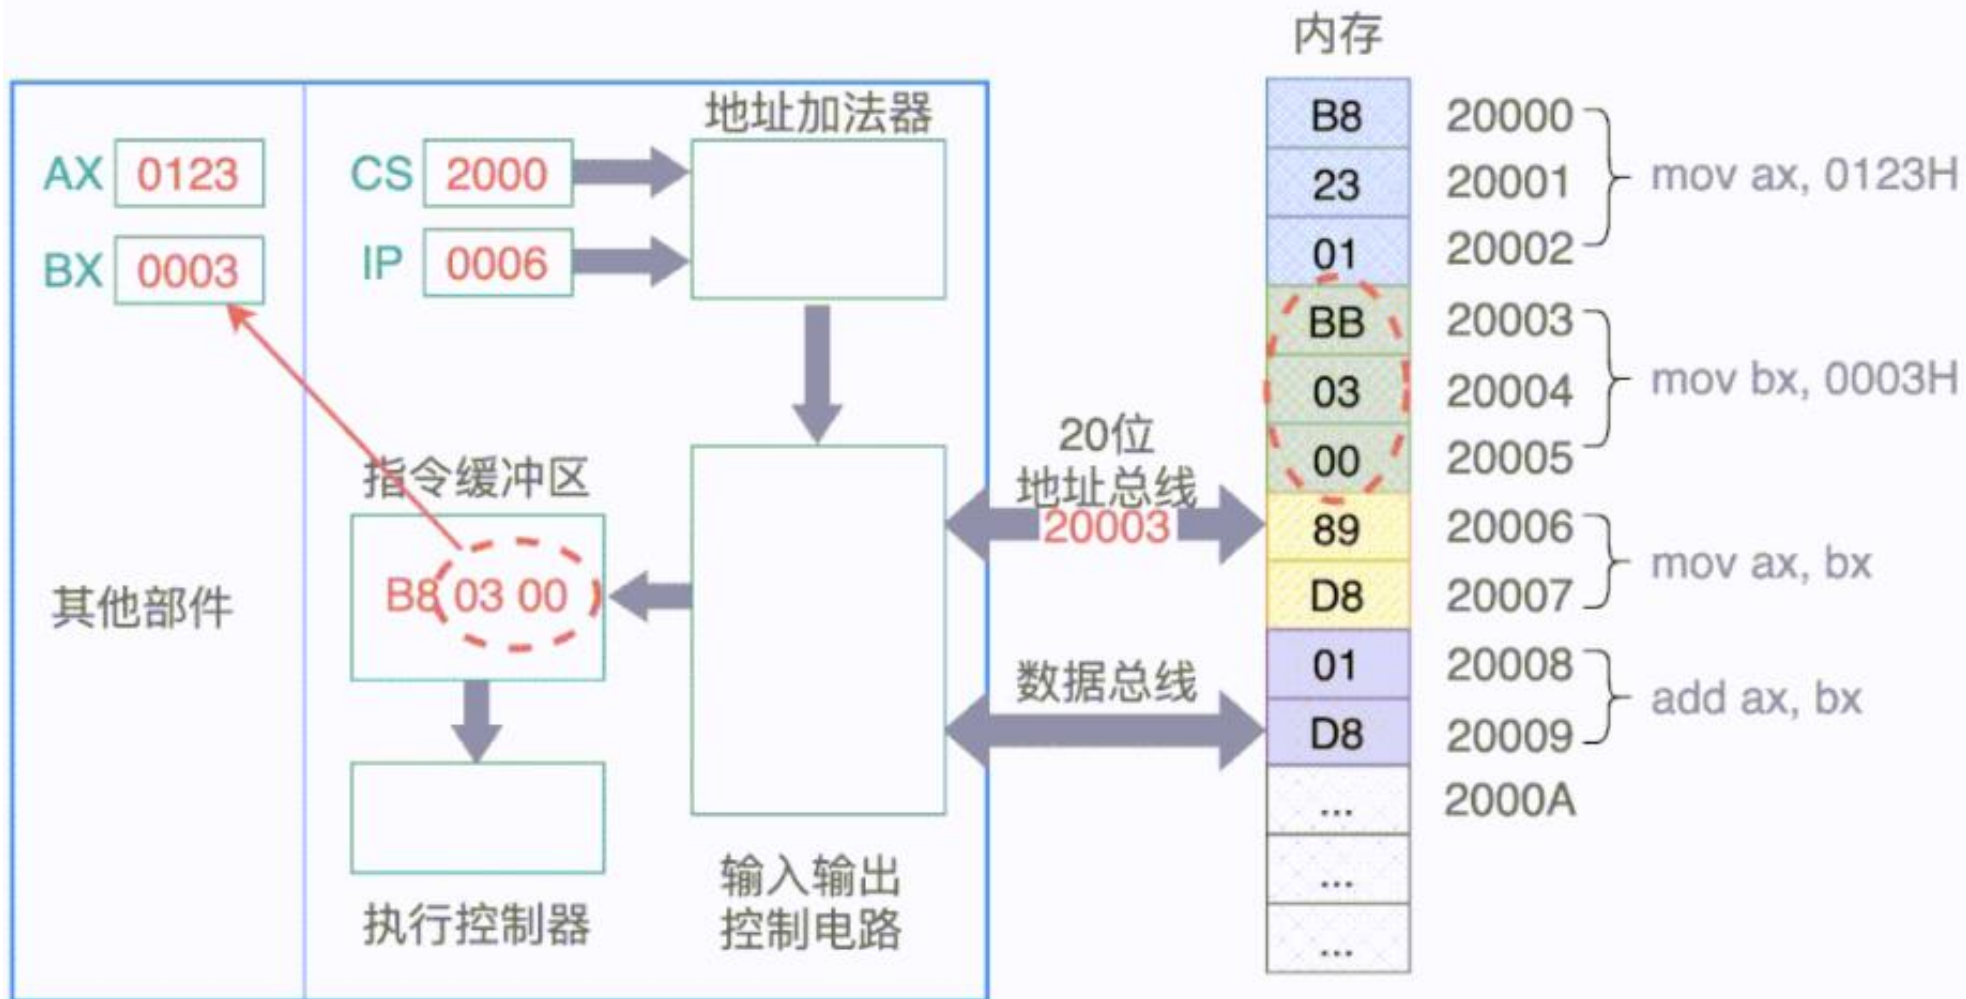 内存
地址加法器
AX 0123
CS 2000
BX 0003
IP 0006
指令缓冲区
B8 03 00
其他部件
执行控制器
输入输出
控制电路
20位
地址总线
20003
数据总线
B8 20000
23 20001 mov ax, 0123H
01 20002
BB 20003
03 20004 mov bx, 0003H
00 20005
89 20006
mov ax, bx
D8 20007
01 20008
add ax, bx
D8 20009
... 2000A
...
...